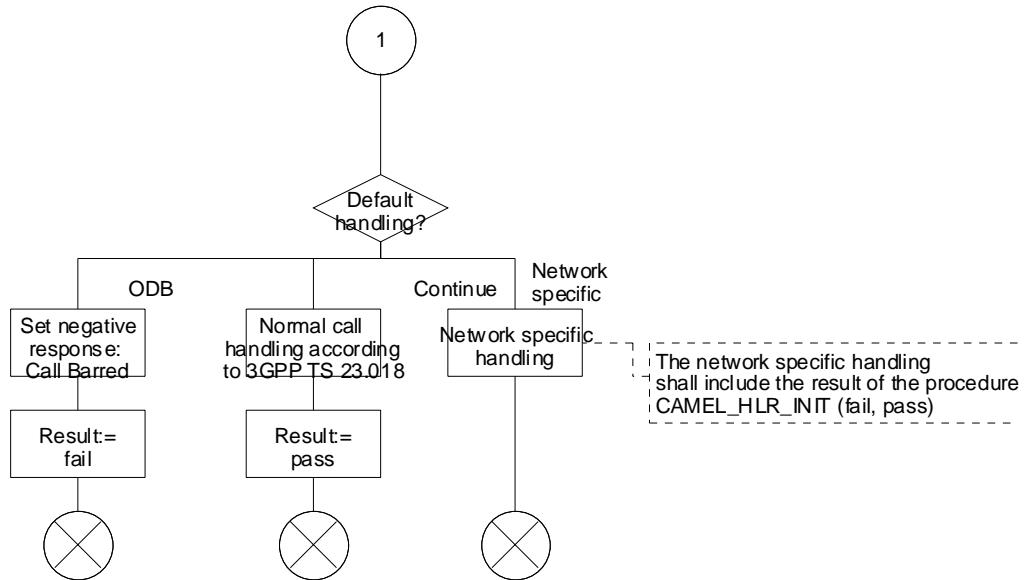 1
Default
handling?
ODB
Continue
Network
specific
Set negative
response:
Call Barred
Normal call
handling according
to 3GPP TS 23.018
Network specific
handling
The network specific handling
shall include the result of the procedure
CAMEL_HLR_INIT (fail, pass)
Result:=
fail
Result:=
pass